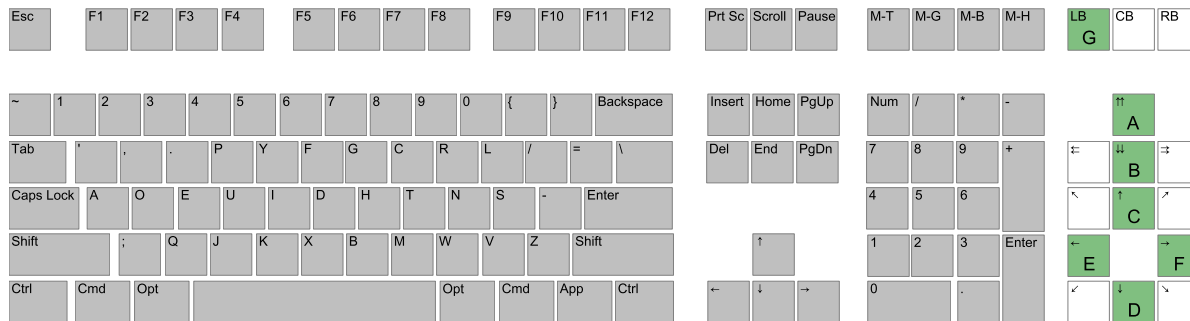 Esc F1 F2 F3 F4 F5 F6 F7 F8 F9 F10 F11 F12 Prt Sc Scroll Pause M-T M-G M-B M-H LB CB RB
G
~ 1 2 3 4 5 6 7 8 9 0 { } Backspace Insert Home PgUp Num / * - ⇈
A
Tab ' , . P Y F G C R L / = \ Del End PgDn 7 8 9 + ⇇ ⇊ ⇉
B
Caps Lock A O E U I D H T N S - Enter 4 5 6 ↖ ↑ ↗
C
Shift ; Q J K X B M W V Z Shift ↑ 1 2 3 Enter ← →
E F
Ctrl Cmd Opt Opt Cmd App Ctrl ← ↓ → 0 . ↙ ↓ ↘
D